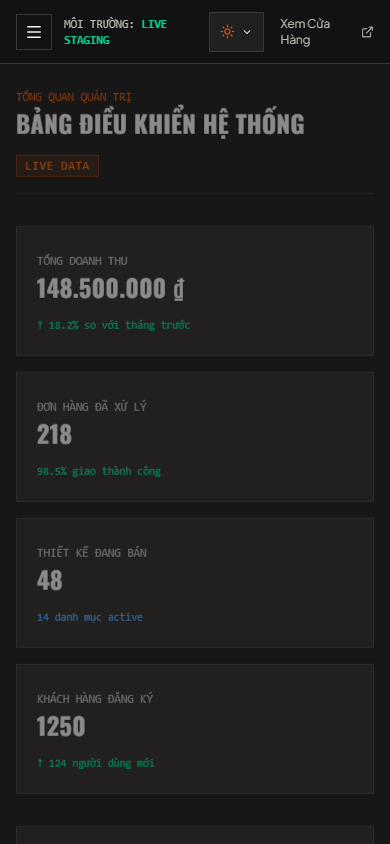 MÔI TRƯỜNG: LIVE
STAGING
Xem Cửa
Hàng
TỔNG QUAN QUẢN TRỊ
BẢNG ĐIỀU KHIỂN HỆ THỐNG
LIVE DATA
TỔNG DOANH THU
148.500.000 ₫
↑ 18.2% so với tháng trước
ĐƠN HÀNG ĐÃ XỬ LÝ
218
98.5% giao thành công
THIẾT KẾ ĐANG BÁN
48
14 danh mục active
KHÁCH HÀNG ĐĂNG KÝ
1250
↑ 124 người dùng mới